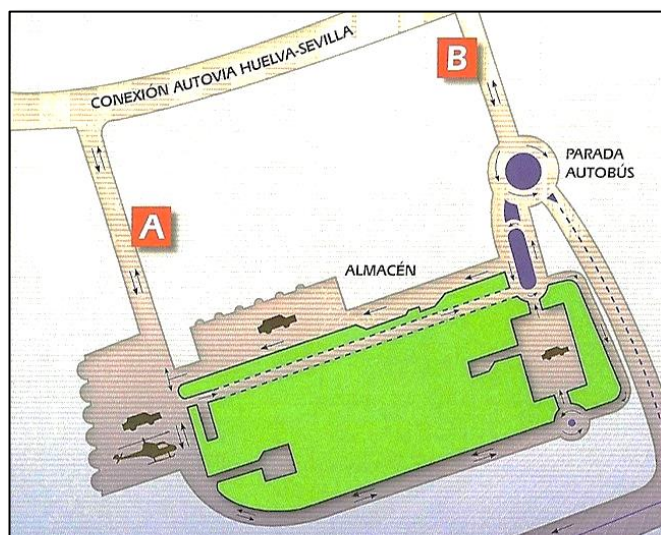 CONEXIÓN AUTOVIA HUELVA-SEVILLA
B
PARADA
AUTOBÚS
A
ALMACÉN